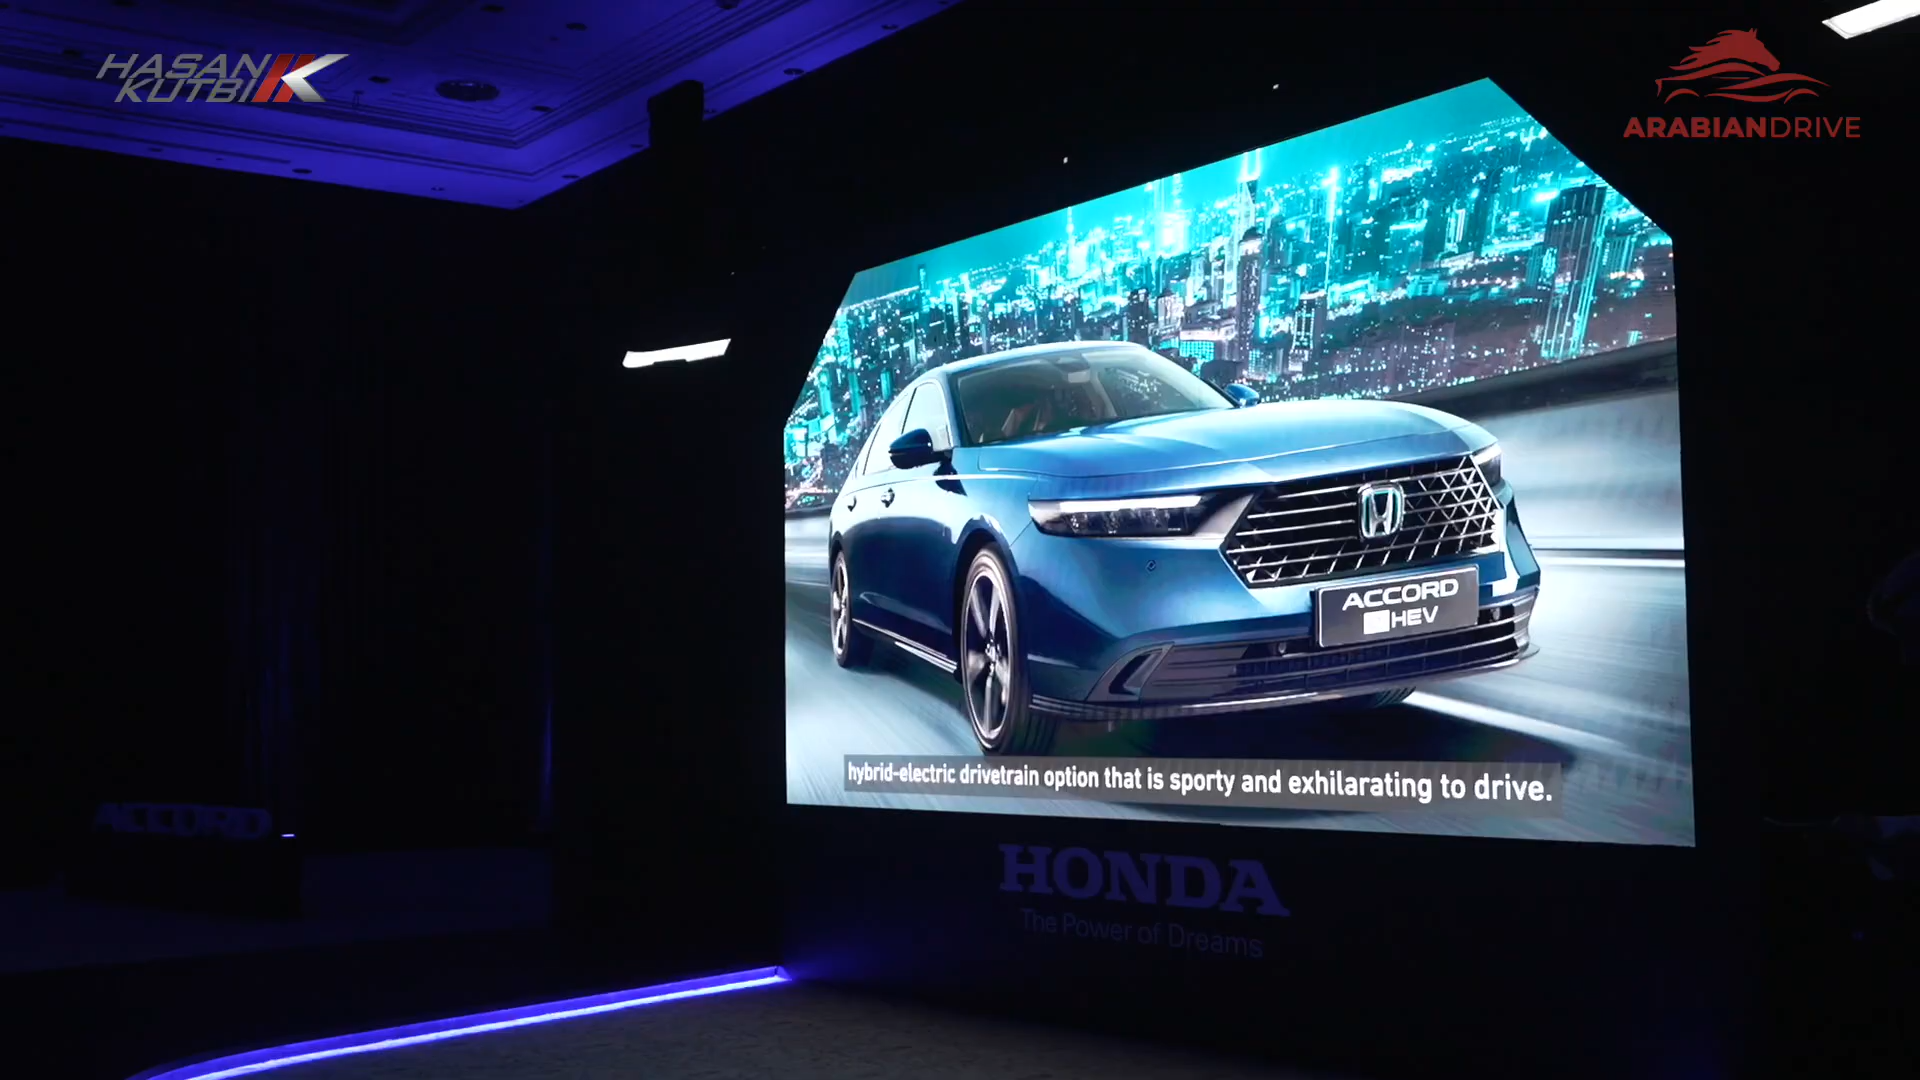 HASAN
KUTBI
ARABIANDRIVE
ACCORD
HEV
hybrid-electric drivetrain option that is sporty and exhilarating to drive.
ACCORD
HONDA
The Power of Dreams